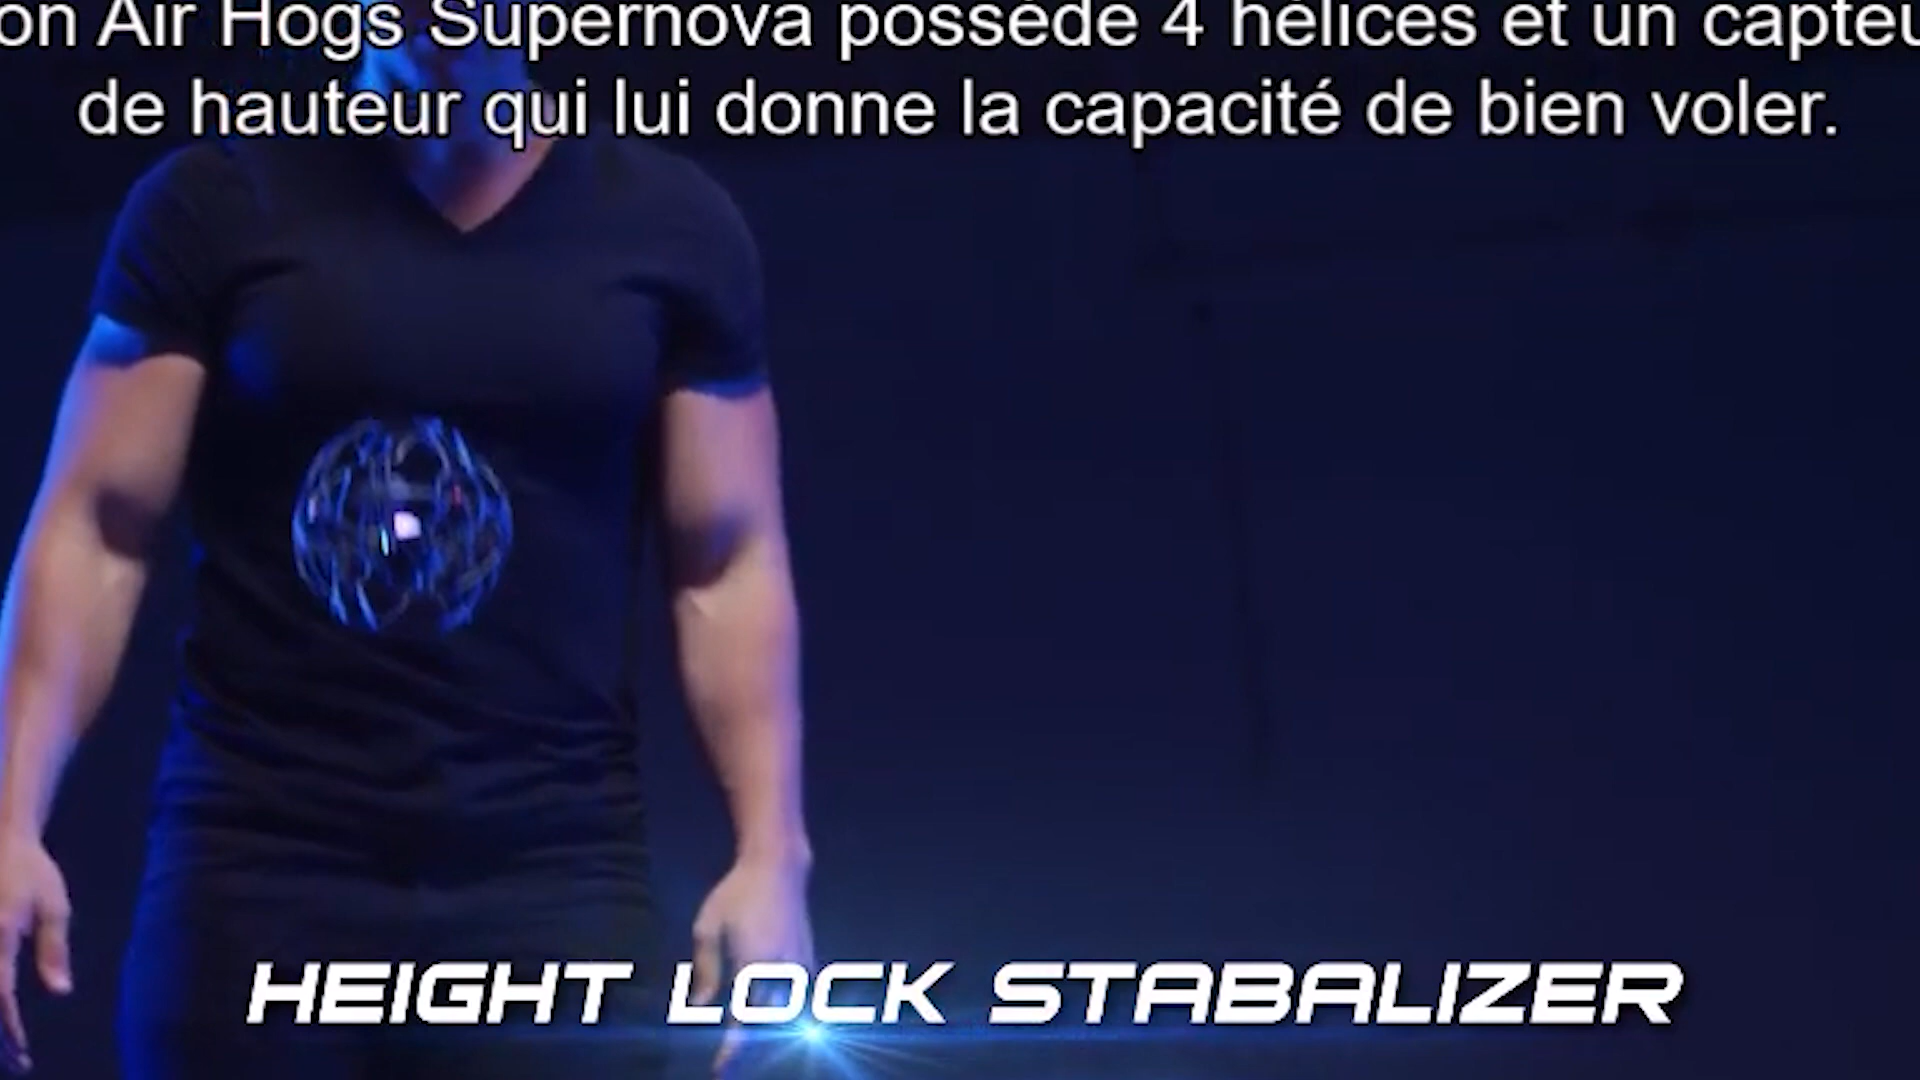 on Air Hogs Supernova possède 4 hélices et un
de hauteur qui lui donne la capacité de bien voler.
HEIGHT LOCK STABALIZER